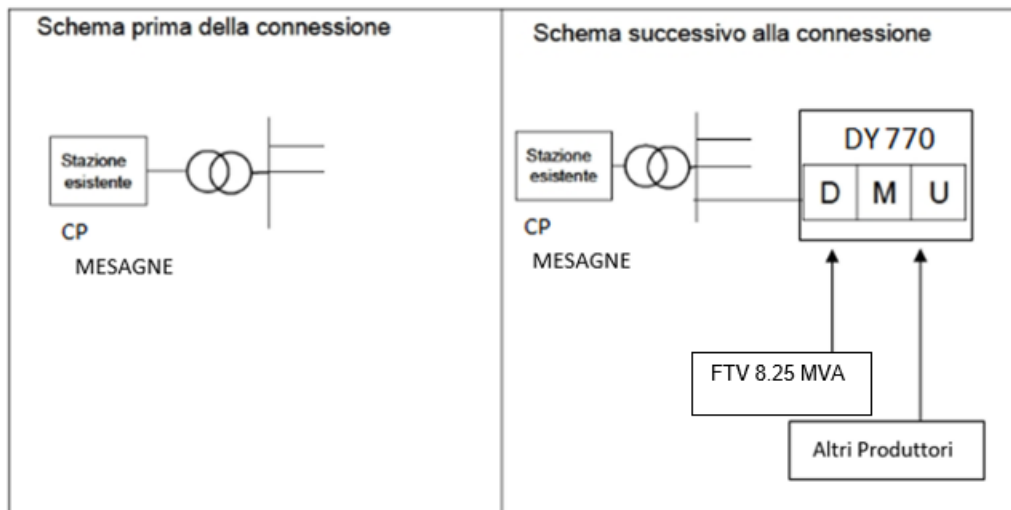 Schema prima della connessione
Stazione
esistente
CP
MESAGNE
Schema successivo alla connessione
Stazione
esistente
CP
MESAGNE
DY 770
D M U
FTV 8.25 MVA
Altri Produttori